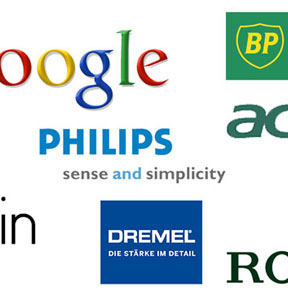 oogle
BP
PHILIPS
ac
sense and simplicity
in
DREMEL
DIE STÄRKE IM DETAIL
RO